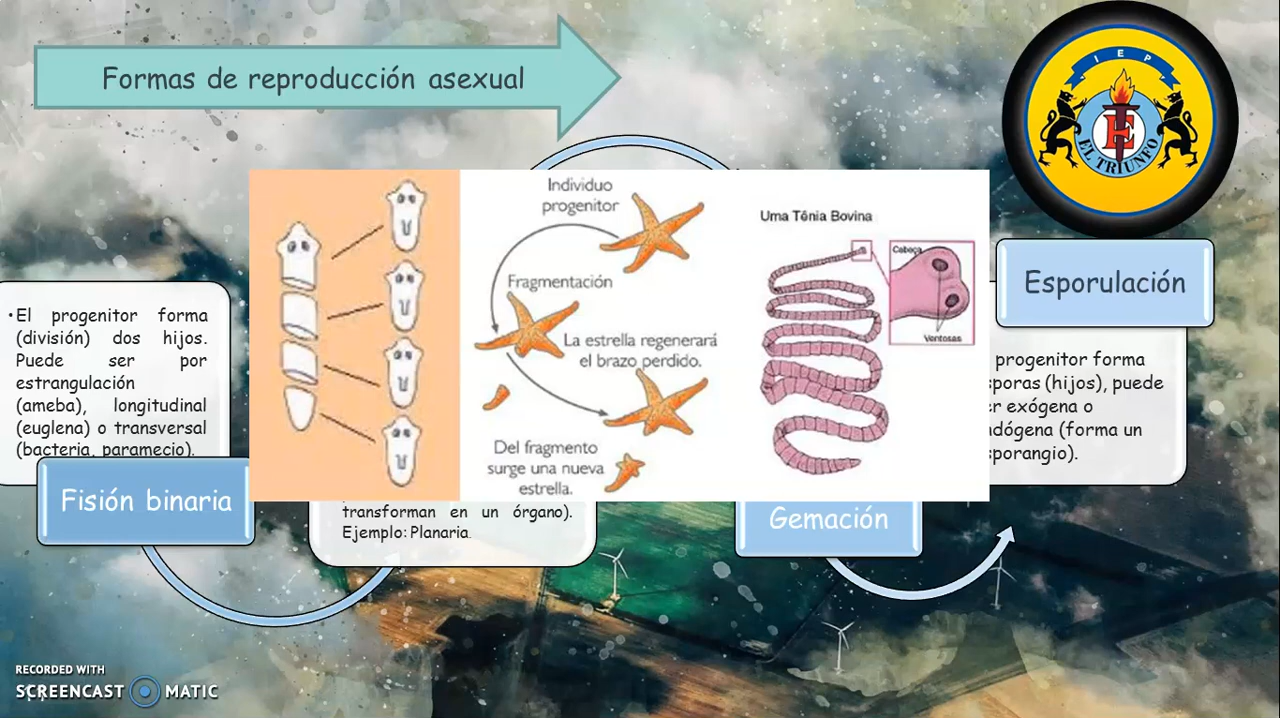 Formas de reproducción asexual
I E P
EL TRIUNFO
E
Individuo
progenitor
Fragmentación
La estrella regenerará
el brazo perdido.
Del fragmento
surge una nueva
estrella.
Uma Tênia Bovina
Cabeça
Ventosas
•El progenitor forma
(división) dos hijos.
Puede ser por
estrangulación
(ameba), longitudinal
(euglena) o transversal
(bacteria, paramecio).
Fisión binaria
transforman en un órgano).
Ejemplo: Planaria.
Gemación
Esporulación
progenitor forma
sporas (hijos), puede
er exógena o
ndógena (forma un
sporangio).
RECORDED WITH
SCREENCAST MATIC